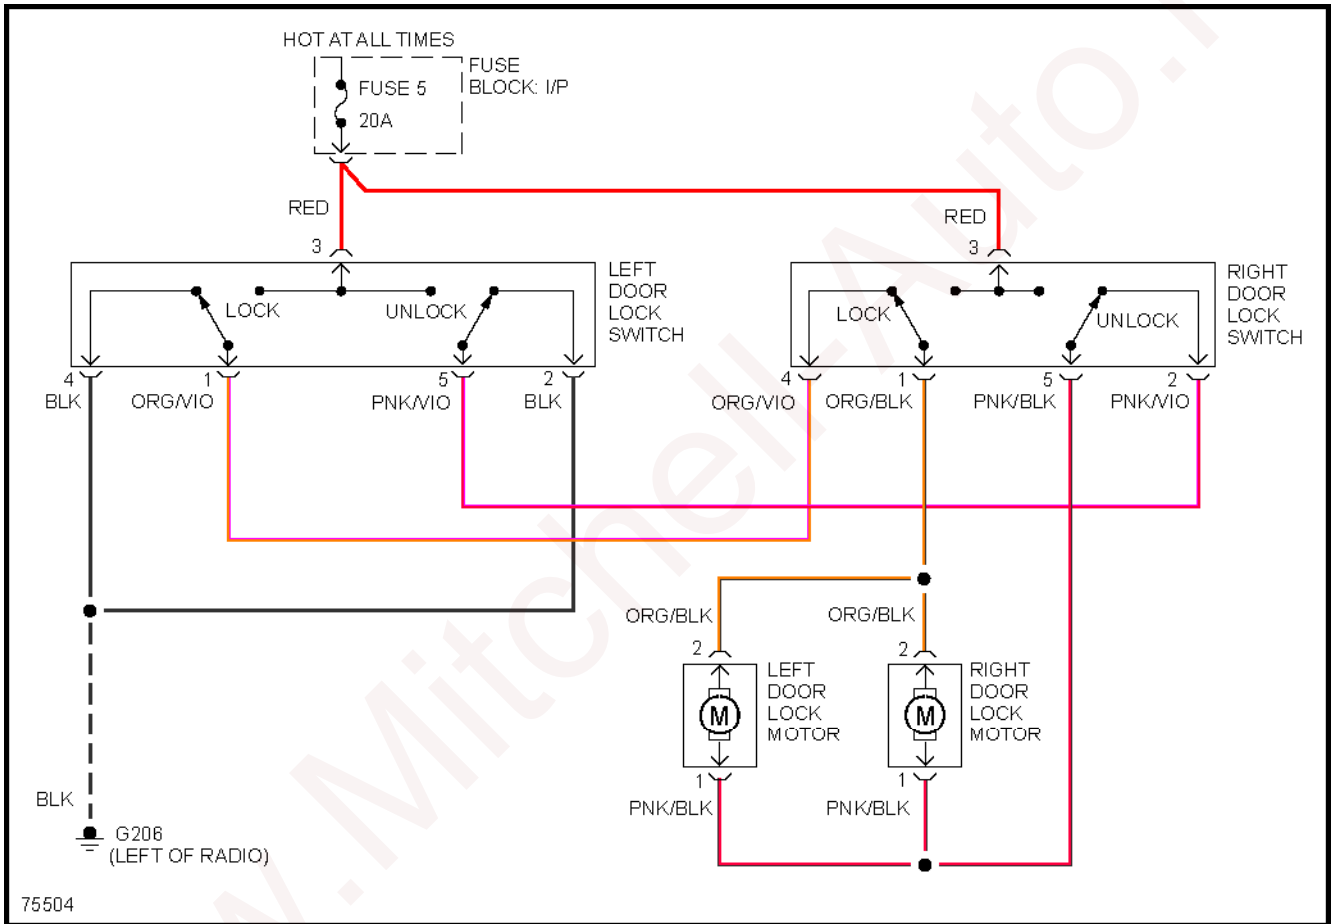 HOT AT ALL TIMES
FUSE
BLOCK: I/P
FUSE 5
20A
RED
RED
3
3
LEFT
DOOR
LOCK
SWITCH
RIGHT
DOOR
LOCK
SWITCH
LOCK
UNLOCK
LOCK
UNLOCK
4
1
5
2
4
1
5
2
BLK
ORG/VIO
PNK/VIO
BLK
ORG/VIO
ORG/BLK
PNK/BLK
PNK/VIO
ORG/BLK
ORG/BLK
2
2
LEFT
DOOR
LOCK
MOTOR
RIGHT
DOOR
LOCK
MOTOR
M
M
1
1
PNK/BLK
PNK/BLK
BLK
G206
(LEFT OF RADIO)
75504
w.Mitchell-Auto.r